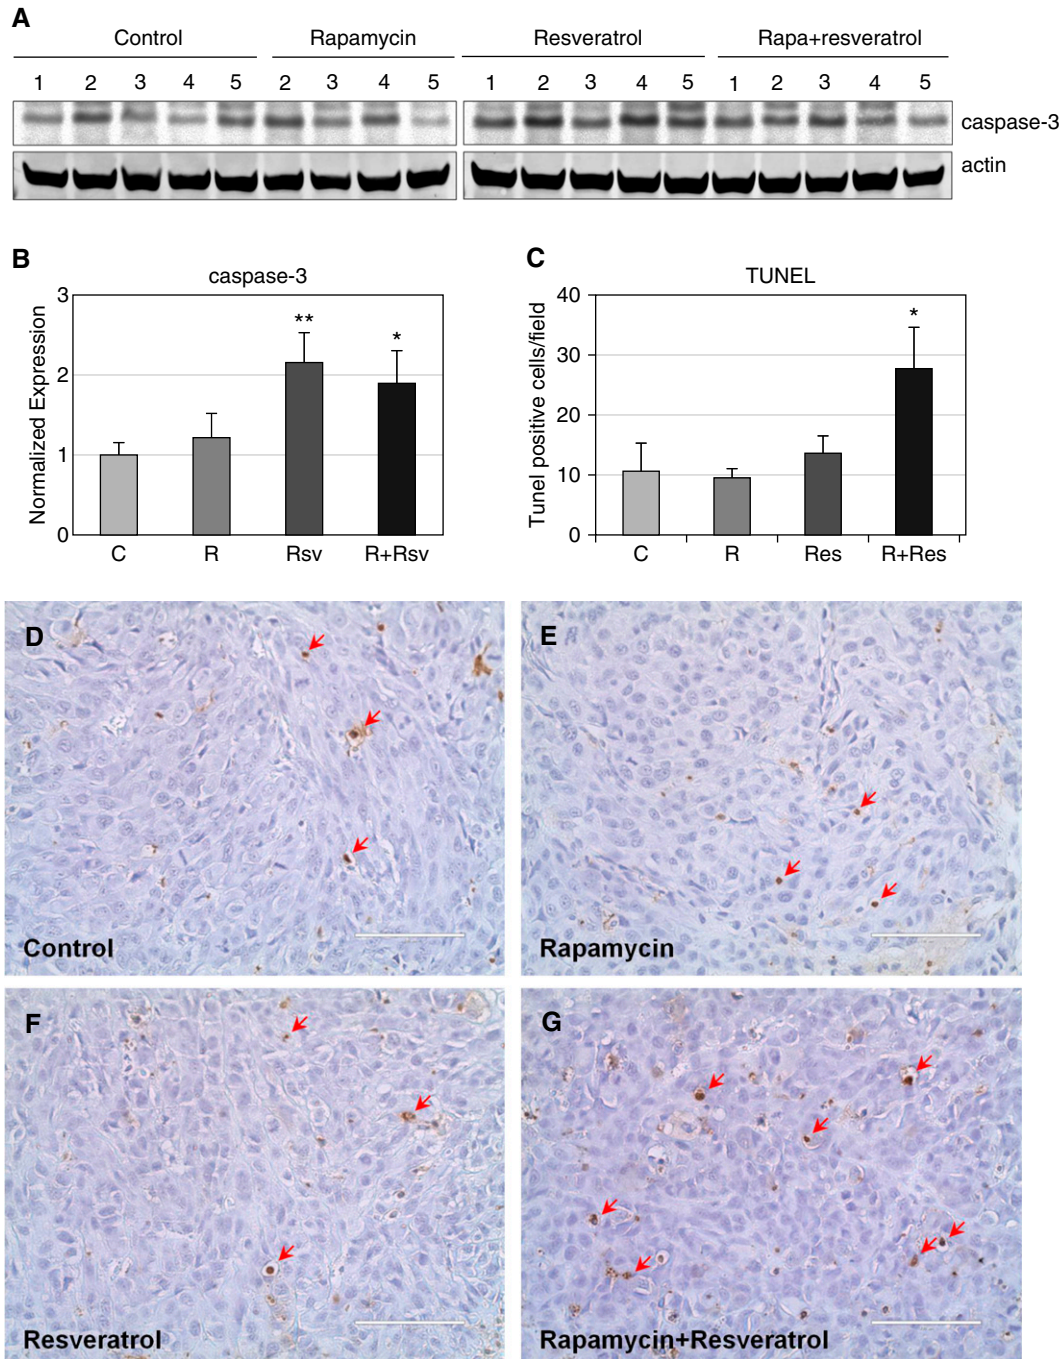 A
Control Rapamycin Resveratrol Rapa+resveratrol
1 2 3 4 5 2 3 4 5 1 2 3 4 5 1 2 3 4 5
caspase-3
actin
B
caspase-3
Normalized Expression
3
2
1
0
** *
C R Rsv R+Rsv
C
TUNEL
Tunel positive cells/field
40
30
20
10
0
*
C R Res R+Res
D
Control
E
Rapamycin
F
Resveratrol
G
Rapamycin+Resveratrol